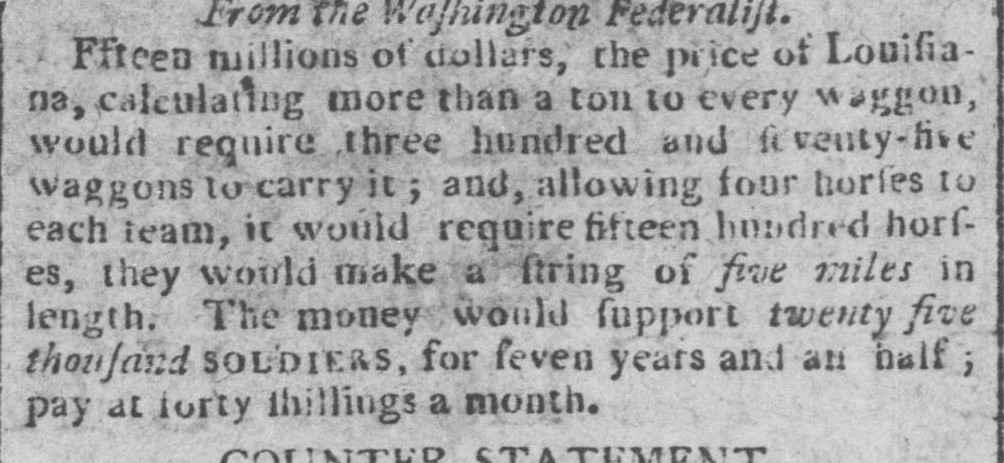 From the Waſhington Federaliſt.
Ffteen millions of dollars, the price of Louiſia-
na, calculating more than a ton to every waggon,
would require three hundred and ſeventy-five
waggons to carry it; and, allowing four horſes to
each team, it would require fifteen hundred horſ-
es, they would make a ſtring of five miles in
length. The money would ſupport twenty five
thouſand SOLDIERS, for ſeven years and an half;
pay at forty ſhillings a month.
COUNTER STATEMENT